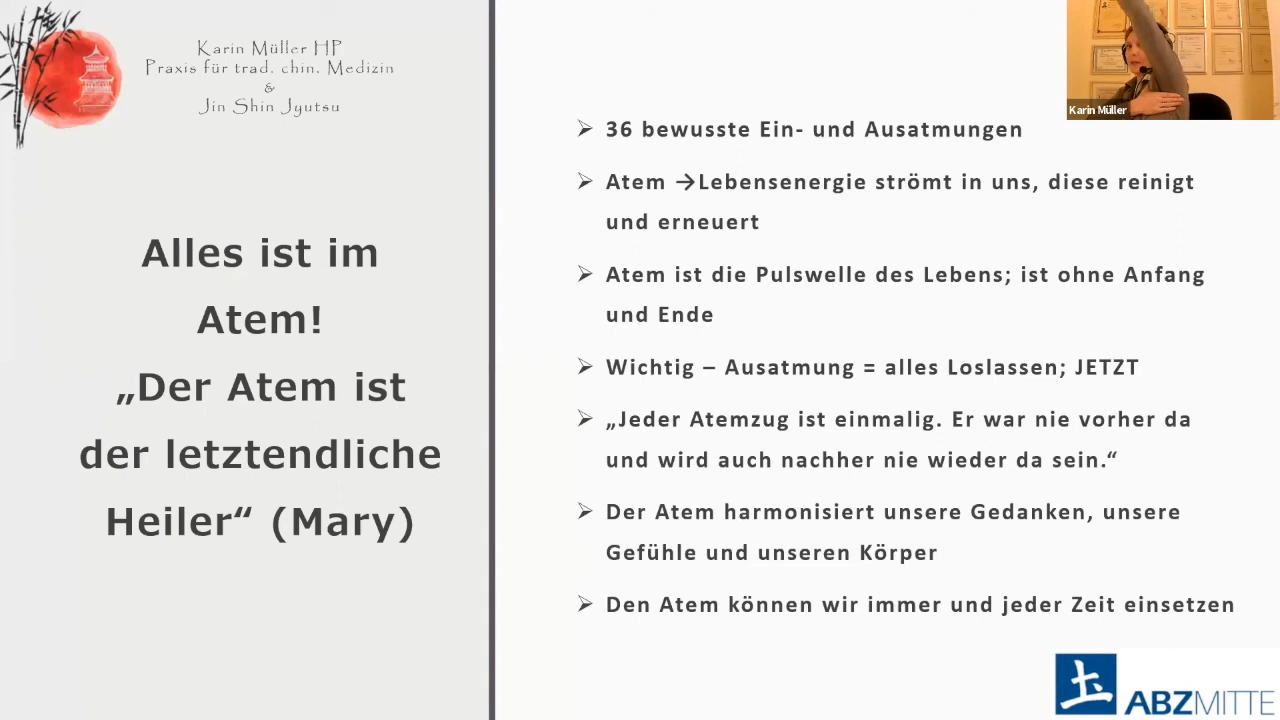 Karin Müller HP
Praxis für trad. chin. Medizin
&
Jin Shin Jyutsu
Alles ist im
Atem!
„Der Atem ist
der letztendliche
Heiler“ (Mary)
➢ 36 bewusste Ein- und Ausatmungen
➢ Atem →Lebensenergie strömt in uns, diese reinigt
und erneuert
➢ Atem ist die Pulswelle des Lebens; ist ohne Anfang
und Ende
➢ Wichtig – Ausatmung = alles Loslassen; JETZT
➢ „Jeder Atemzug ist einmalig. Er war nie vorher da
und wird auch nachher nie wieder da sein.“
➢ Der Atem harmonisiert unsere Gedanken, unsere
Gefühle und unseren Körper
➢ Den Atem können wir immer und jeder Zeit einsetzen
Karin Müller
ABZMITTE